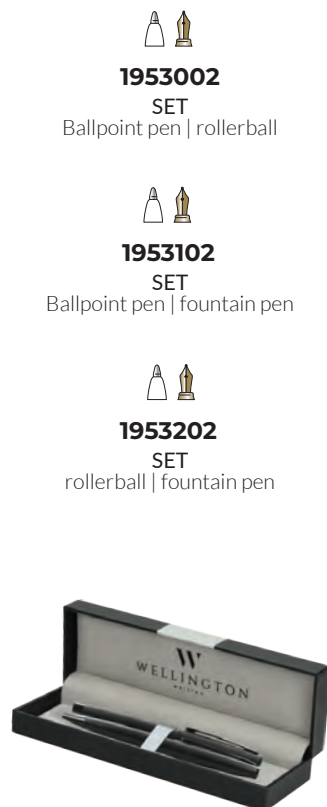 1953002
SET
Ballpoint pen | rollerball
1953102
SET
Ballpoint pen | fountain pen
1953202
SET
rollerball | fountain pen
W
WELLINGTON